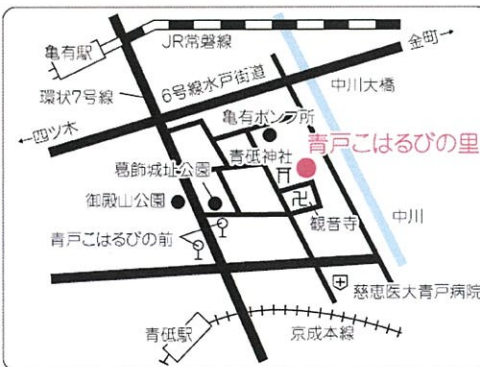 JR常磐線
亀有駅
金町→
環状7号線
6号線水戸街道
中川大橋
亀有ポンプ所
←四ツ木
青砥神社
青戸こはるびの里
葛飾城址公園
御殿山公園
観音寺
中川
青戸こはるびの前
慈恵医大青戸病院
青砥駅
京成本線